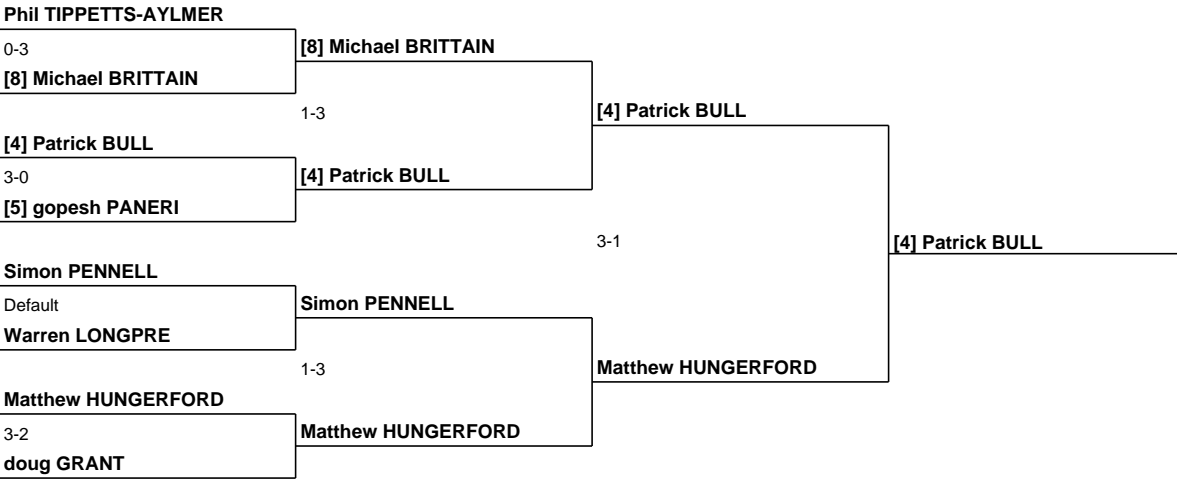 Phil TIPPETTS-AYLMER
0-3
[8] Michael BRITTAIN
[8] Michael BRITTAIN
1-3
[4] Patrick BULL
[4] Patrick BULL
3-0
[4] Patrick BULL
[5] gopesh PANERI
3-1
[4] Patrick BULL
Simon PENNELL
Default
Simon PENNELL
Warren LONGPRE
1-3
Matthew HUNGERFORD
Matthew HUNGERFORD
3-2
Matthew HUNGERFORD
doug GRANT